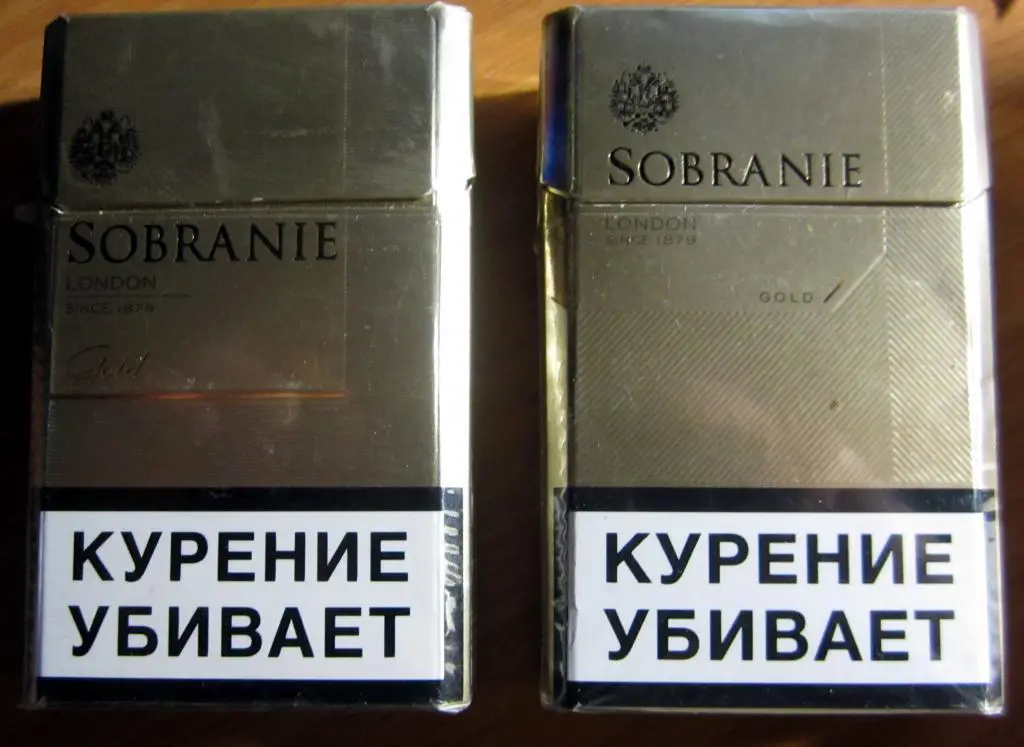 SOBRANIE
LONDON
SINCE 1879
Gold
КУРЕНИЕ
УБИВАЕТ
SOBRANIE
LONDON
SINCE 1879
GOLD
КУРЕНИЕ
УБИВАЕТ